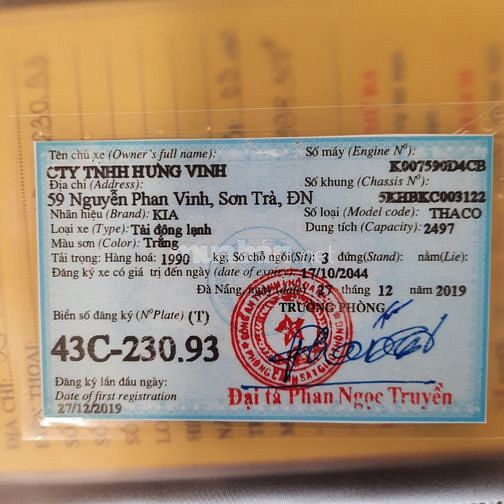 Tên chủ xe (Owner's full name): Số máy (Engine Nº):
CTY TNHH HƯNG VINH K007590D4CB
Địa chỉ (Address): Số khung (Chassis Nº):
59 Nguyễn Phan Vinh, Sơn Trà, ĐN 5KHBKC003122
Nhãn hiệu (Brand): KIA Số loại (Model code): THACO
Loại xe (Type): Tải đông lạnh Dung tích (Capacity): 2497
Màu sơn (Color): Trắng
Tải trọng: Hàng hoá: 1990 kg; Số chỗ ngồi(Sit): 3 đứng(Stand): nằm(Lie):
Đăng ký xe có giá trị đến ngày (date of expiry) 17/10/2044
Đà Nẵng, ngày (date) 27 tháng 12 năm 2019
Biển số đăng ký (NºPlate) (T) TRƯỞNG PHÒNG
43C-230.93
Đăng ký lần đầu ngày:
Date of first registration
27/12/2019
Đại tá Phan Ngọc Truyền